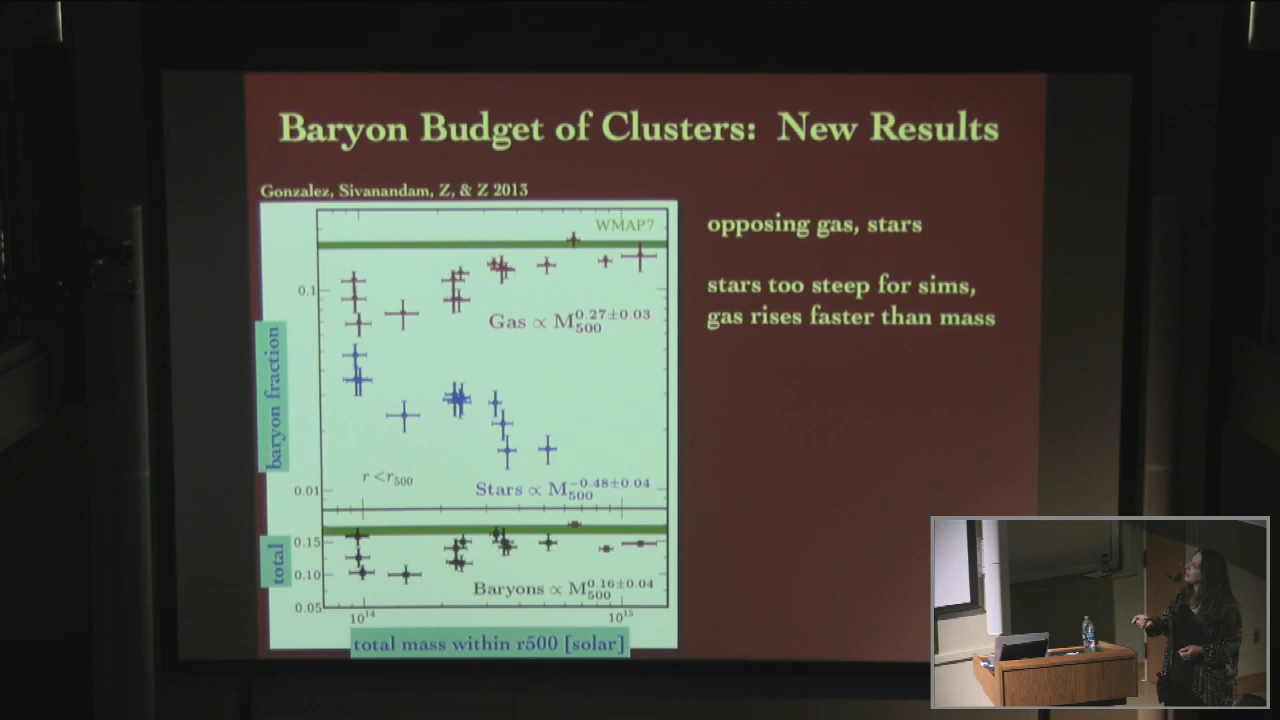 Baryon Budget of Clusters: New Results
Gonzalez, Sivanandam, Z, & Z 2013
WMAP7
opposing gas, stars
stars too steep for sims,
gas rises faster than mass
0.1
Gas ∝ M500^0.27±0.03
baryon fraction
r<r500
Stars ∝ M500^−0.48±0.04
0.01
total
0.15
0.10
0.05
Baryons ∝ M500^0.16±0.04
10^14
10^15
total mass within r500 [solar]